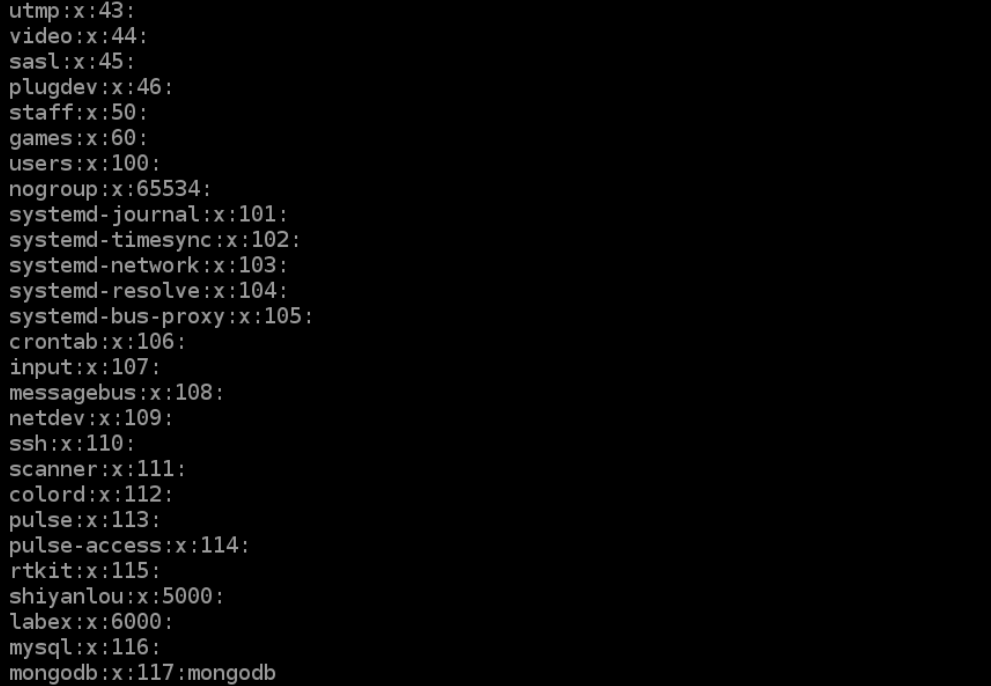 utmp:x:43:
video:x:44:
sasl:x:45:
plugdev:x:46:
staff:x:50:
games:x:60:
users:x:100:
nogroup:x:65534:
systemd-journal:x:101:
systemd-timesync:x:102:
systemd-network:x:103:
systemd-resolve:x:104:
systemd-bus-proxy:x:105:
crontab:x:106:
input:x:107:
messagebus:x:108:
netdev:x:109:
ssh:x:110:
scanner:x:111:
colord:x:112:
pulse:x:113:
pulse-access:x:114:
rtkit:x:115:
shiyanlou:x:5000:
labex:x:6000:
mysql:x:116:
mongodb:x:117:mongodb